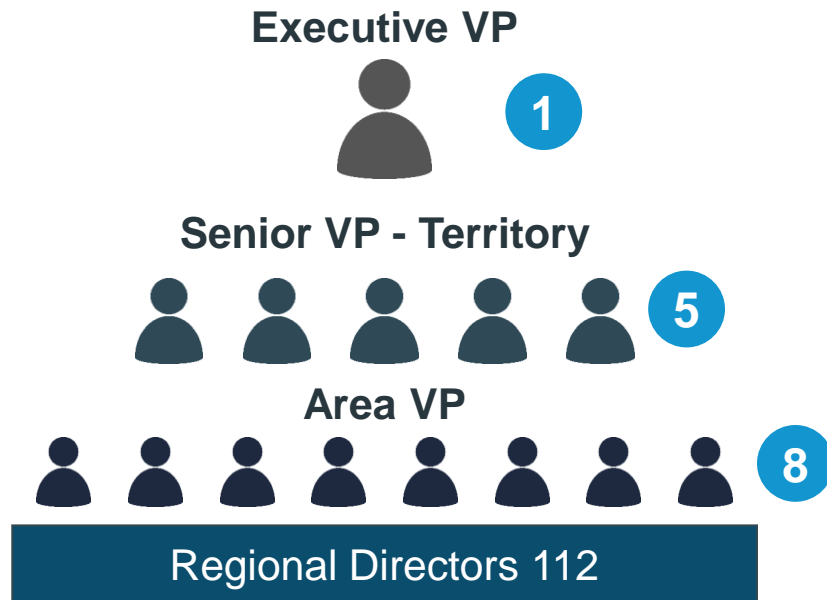 Executive VP
1
Senior VP - Territory
5
Area VP
8
Regional Directors 112